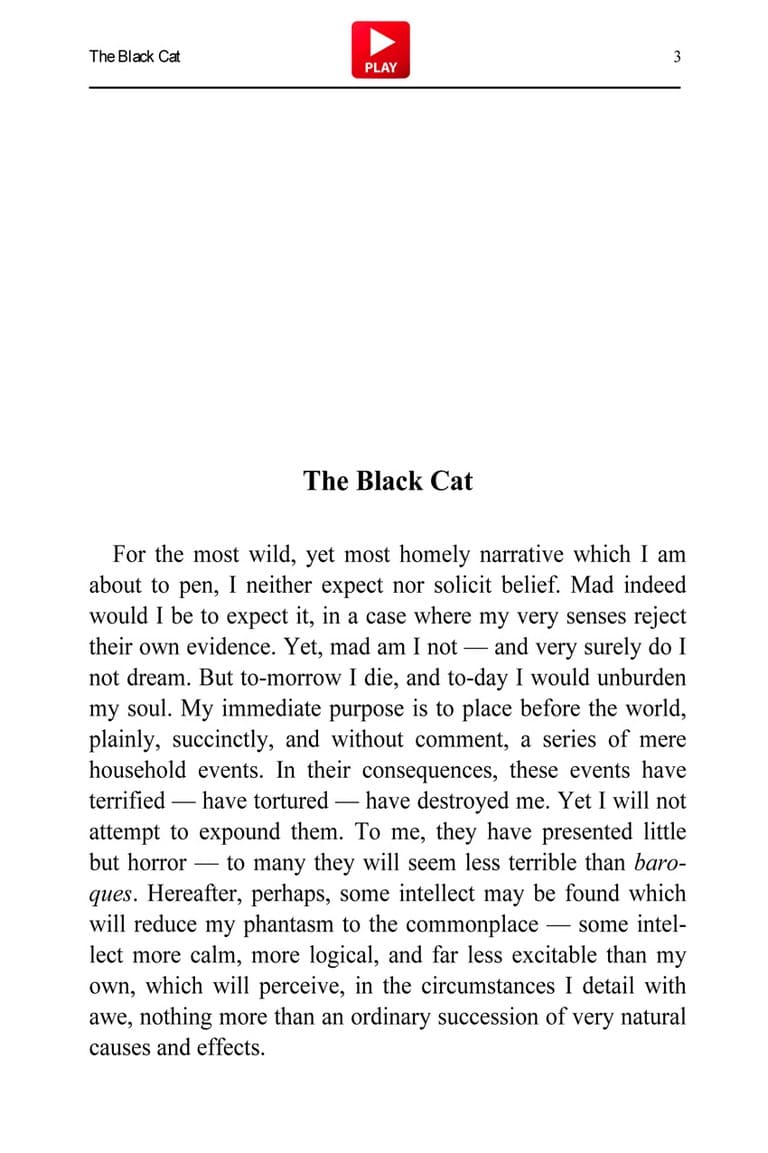 The Black Cat
PLAY
3
The Black Cat
For the most wild, yet most homely narrative which I am
about to pen, I neither expect nor solicit belief. Mad indeed
would I be to expect it, in a case where my very senses reject
their own evidence. Yet, mad am I not — and very surely do I
not dream. But to-morrow I die, and to-day I would unburden
my soul. My immediate purpose is to place before the world,
plainly, succinctly, and without comment, a series of mere
household events. In their consequences, these events have
terrified — have tortured — have destroyed me. Yet I will not
attempt to expound them. To me, they have presented little
but horror — to many they will seem less terrible than baro-
ques. Hereafter, perhaps, some intellect may be found which
will reduce my phantasm to the commonplace — some intel-
lect more calm, more logical, and far less excitable than my
own, which will perceive, in the circumstances I detail with
awe, nothing more than an ordinary succession of very natural
causes and effects.